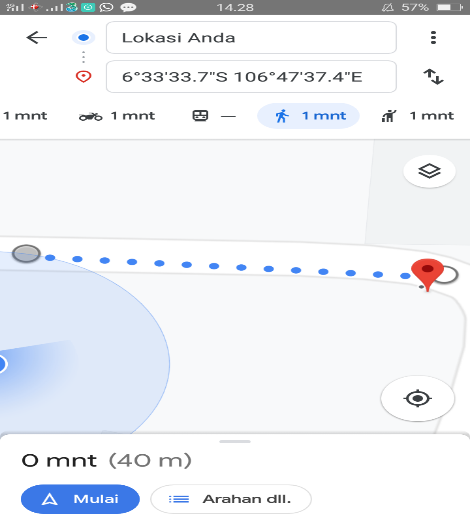 14.28 57%
Lokasi Anda
6°33'33.7"S 106°47'37.4"E
1 mnt 1 mnt — 1 mnt 1 mnt
0 mnt (40 m)
Mulai Arahan dll.